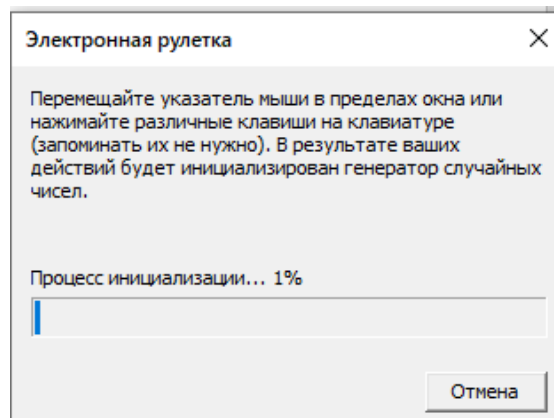 Электронная рулетка
Перемещайте указатель мыши в пределах окна или
нажимайте различные клавиши на клавиатуре
(запоминать их не нужно). В результате ваших
действий будет инициализирован генератор случайных
чисел.
Процесс инициализации... 1%
Отмена